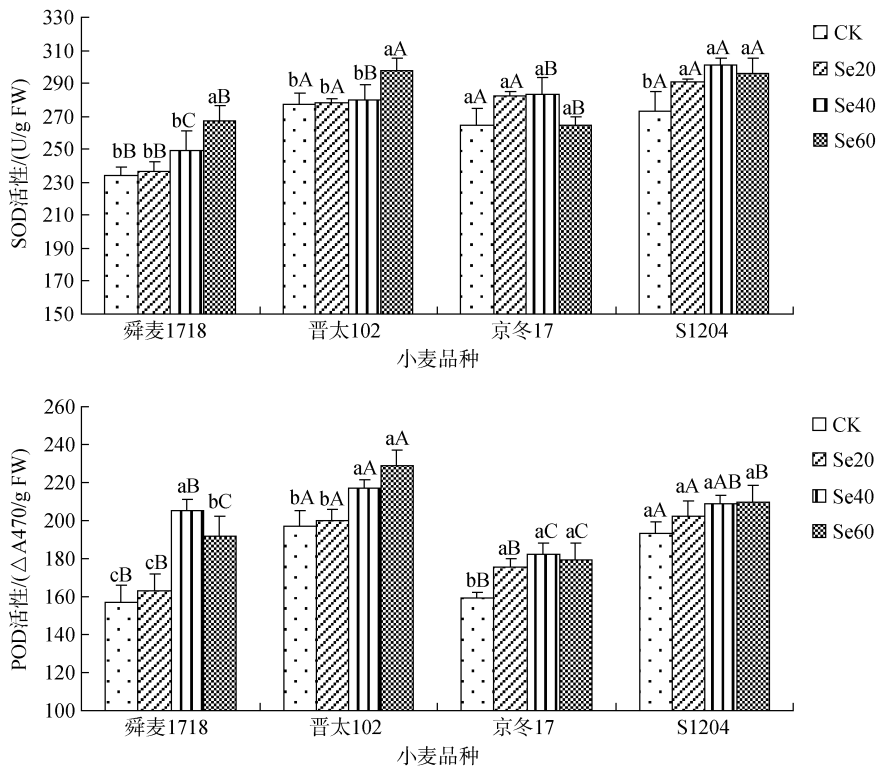 330
310
290
270
250
230
210
190
170
150
SOD活性/(U/g FW)
bB bB bC aB
bA bA bB aA
aA aA aB aB
bA aA aA aA
CK
Se20
Se40
Se60
舜麦1718 晋太102 京冬17 S1204
小麦品种
260
240
220
200
180
160
140
120
100
POD活性/(△A470/g FW)
cB cB aB bC
bA bA aA aA
bB aB aC aC
aA aA aAB aB
CK
Se20
Se40
Se60
舜麦1718 晋太102 京冬17 S1204
小麦品种